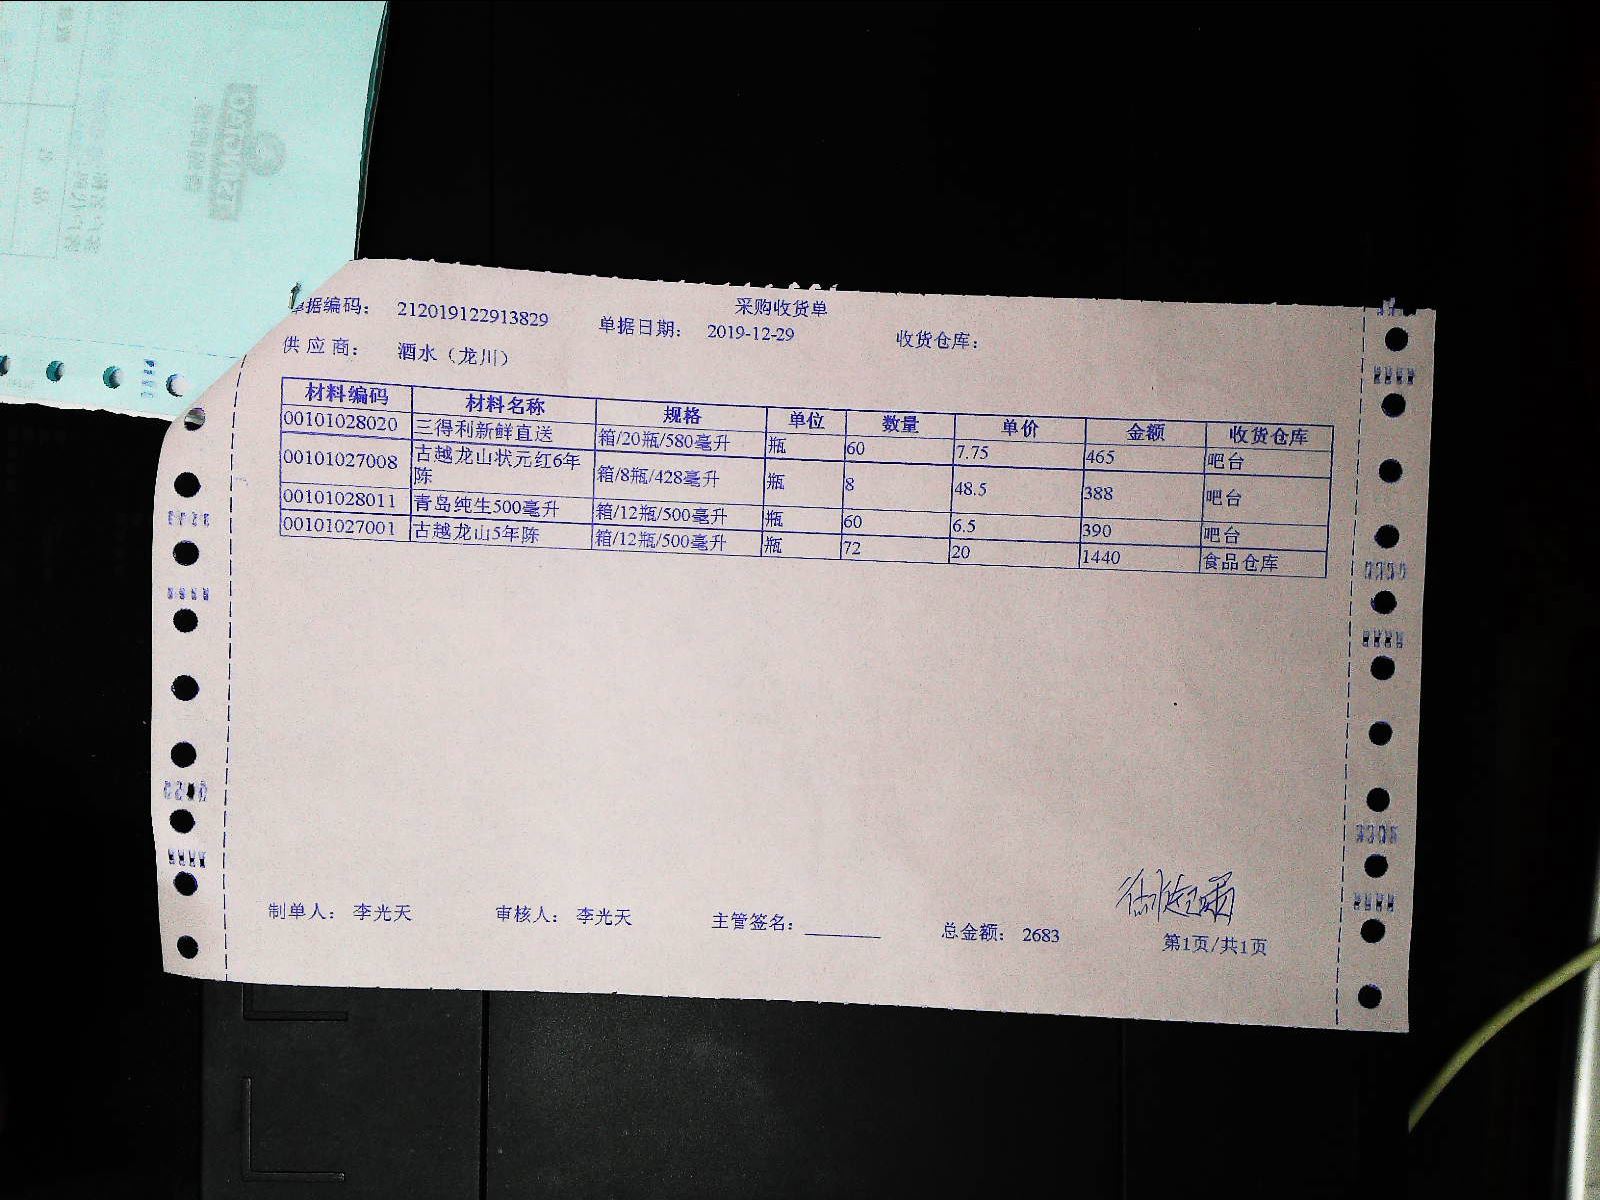 采购收货单
单据编码: 212019122913829 单据日期: 2019-12-29 收货仓库:
供应商: 酒水（龙川）
材料编码 材料名称 规格 单位 数量 单价 金额 收货仓库
00101028020 三得利新鲜直送 箱/20瓶/580毫升 瓶 60 7.75 465 吧台
00101027008 古越龙山状元红6年陈 箱/8瓶/428毫升 瓶 8 48.5 388 吧台
00101028011 青岛纯生500毫升 箱/12瓶/500毫升 瓶 60 6.5 390 吧台
00101027001 古越龙山5年陈 箱/12瓶/500毫升 瓶 72 20 1440 食品仓库
制单人: 李光天 审核人: 李光天 主管签名: 总金额: 2683 第1页/共1页